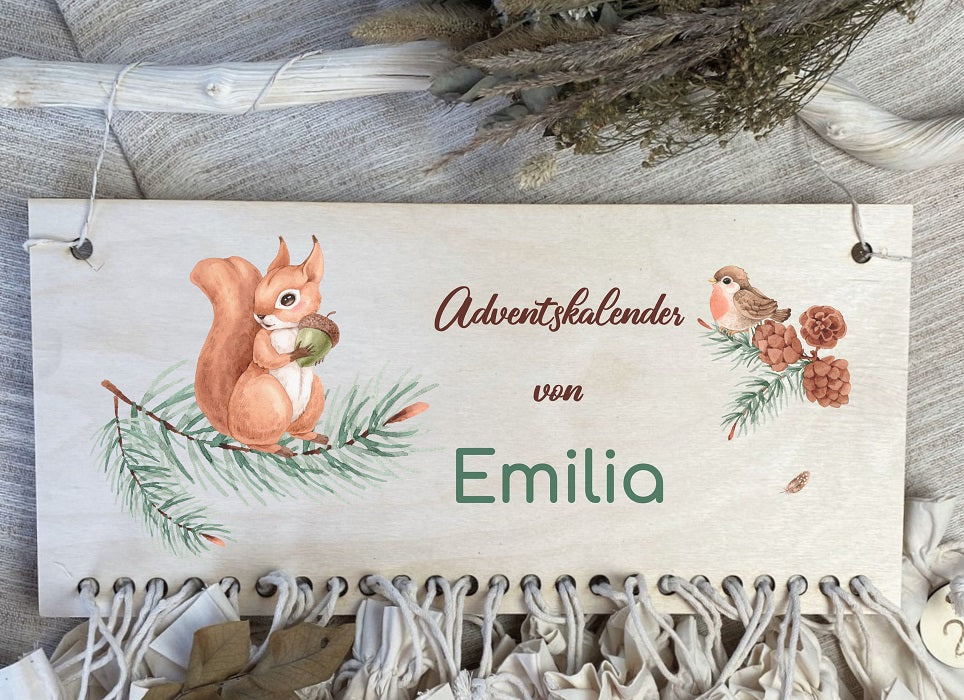 Adventskalender
von
Emilia